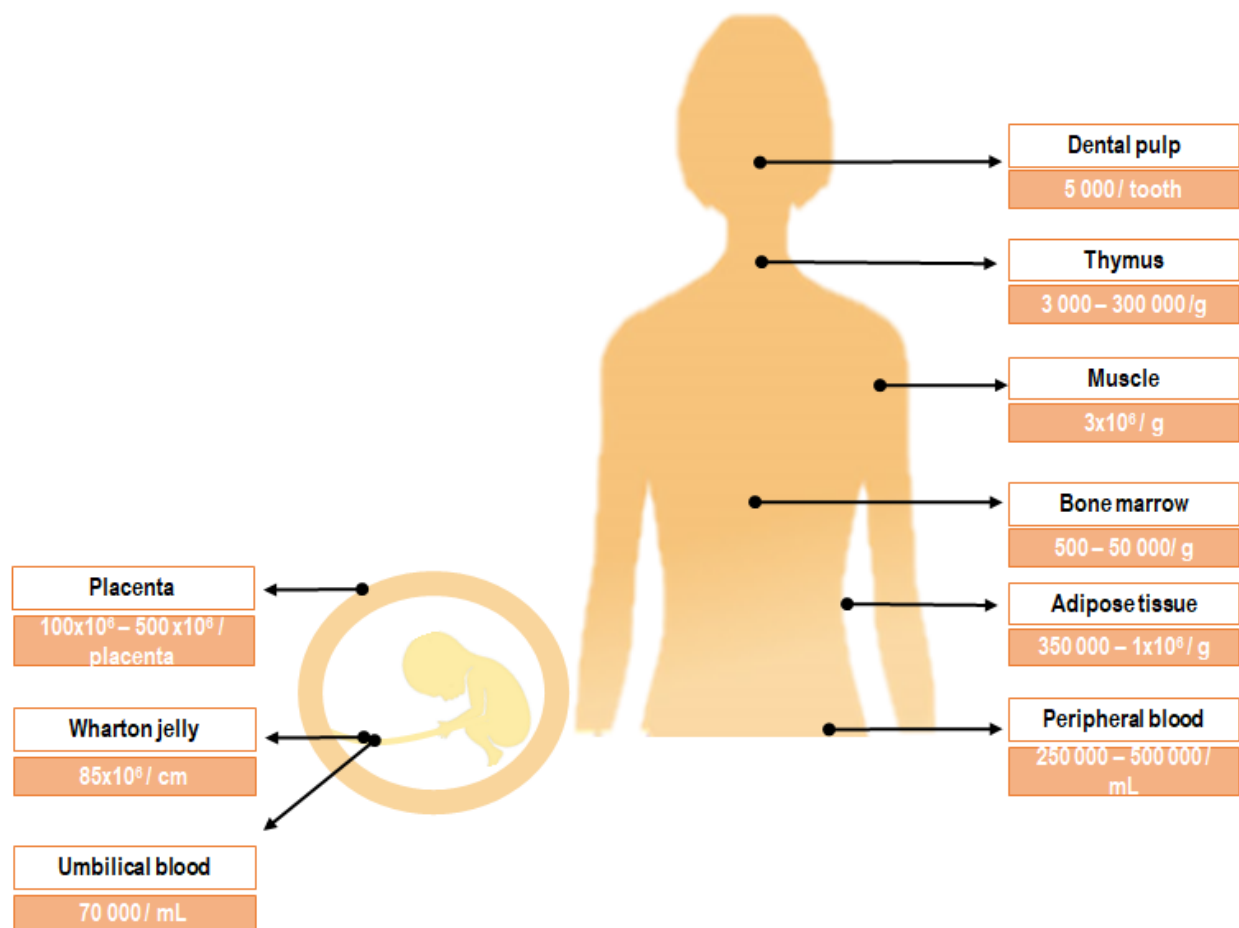 Dental pulp
5 000 / tooth
Thymus
3 000 – 300 000 /g
Muscle
3x10⁶ / g
Bone marrow
500 – 50 000/ g
Adipose tissue
350 000 – 1x10⁶ / g
Peripheral blood
250 000 – 500 000 /
mL
Placenta
100x10⁶ – 500 x10⁶ /
placenta
Wharton jelly
85x10⁶ / cm
Umbilical blood
70 000 / mL